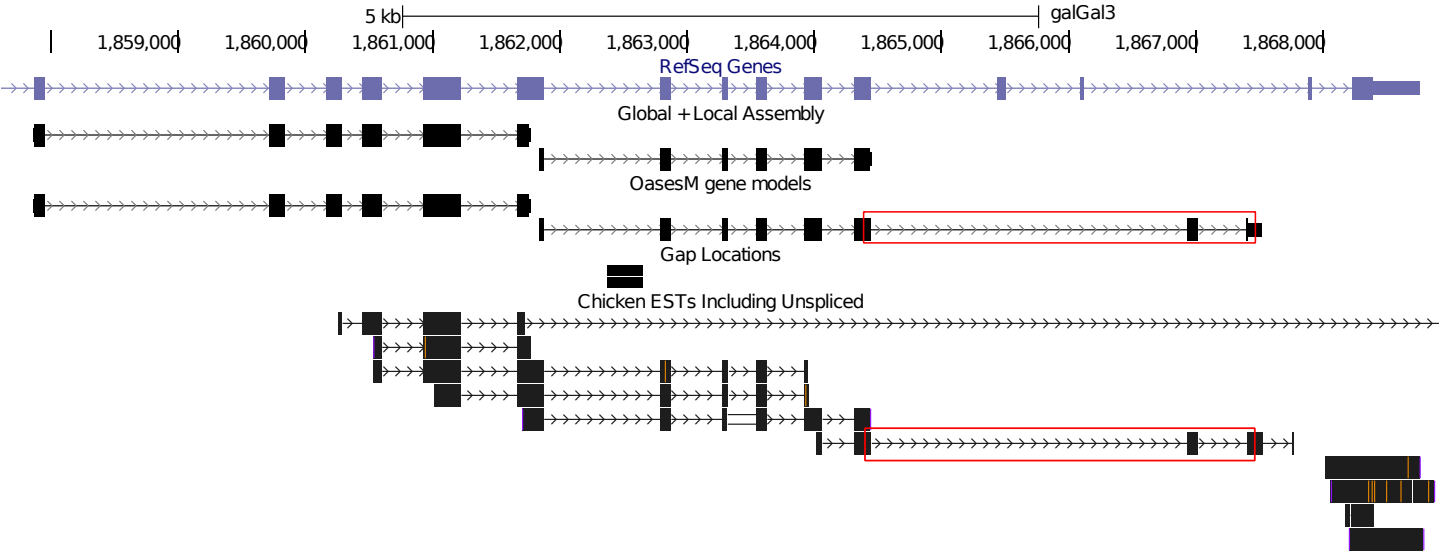 5 kb galGal3
1,859,000 1,860,000 1,861,000 1,862,000 1,863,000 1,864,000 1,865,000 1,866,000 1,867,000 1,868,000
RefSeq Genes
Global + Local Assembly
OasesM gene models
Gap Locations
Chicken ESTs Including Unspliced